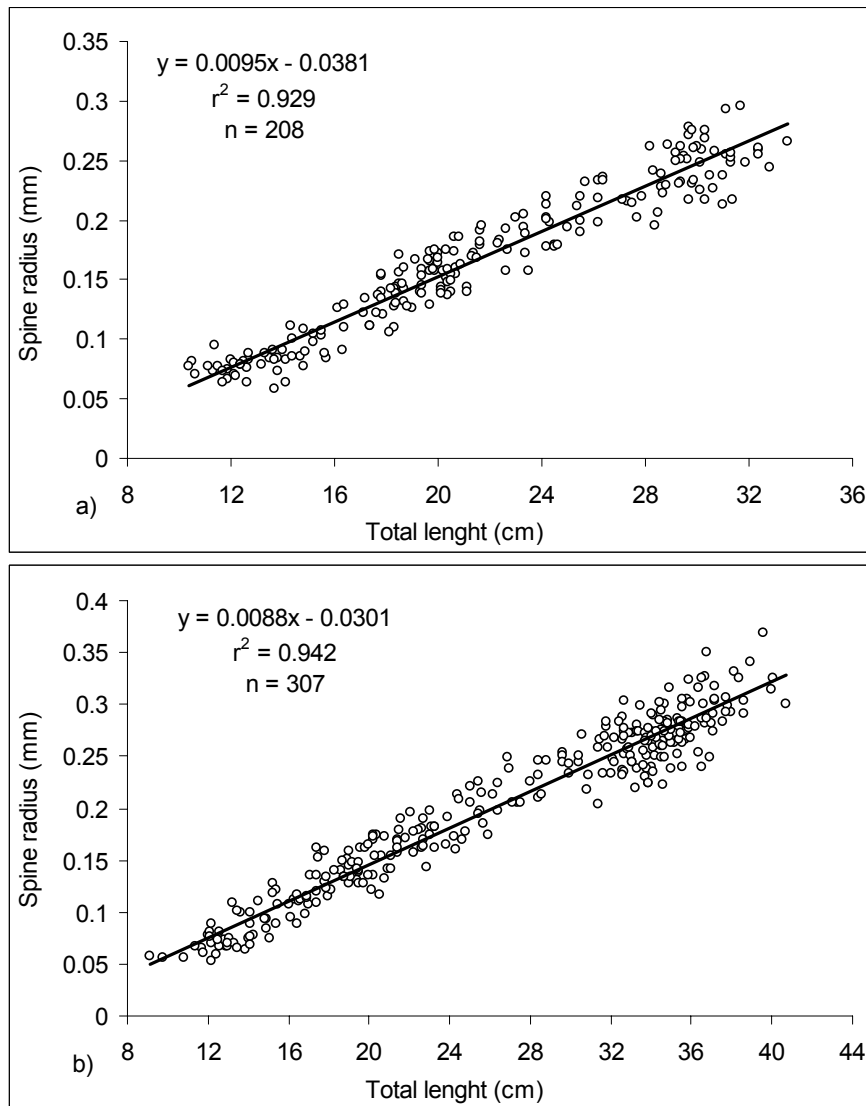 0.35
0.3
0.25
0.2
0.15
0.1
0.05
0
Spine radius (mm)
y = 0.0095x - 0.0381
r² = 0.929
n = 208
8 12 16 20 24 28 32 36
a)
Total lenght (cm)
0.4
0.35
0.3
0.25
0.2
0.15
0.1
0.05
0
Spine radius (mm)
y = 0.0088x - 0.0301
r² = 0.942
n = 307
8 12 16 20 24 28 32 36 40 44
b)
Total lenght (cm)